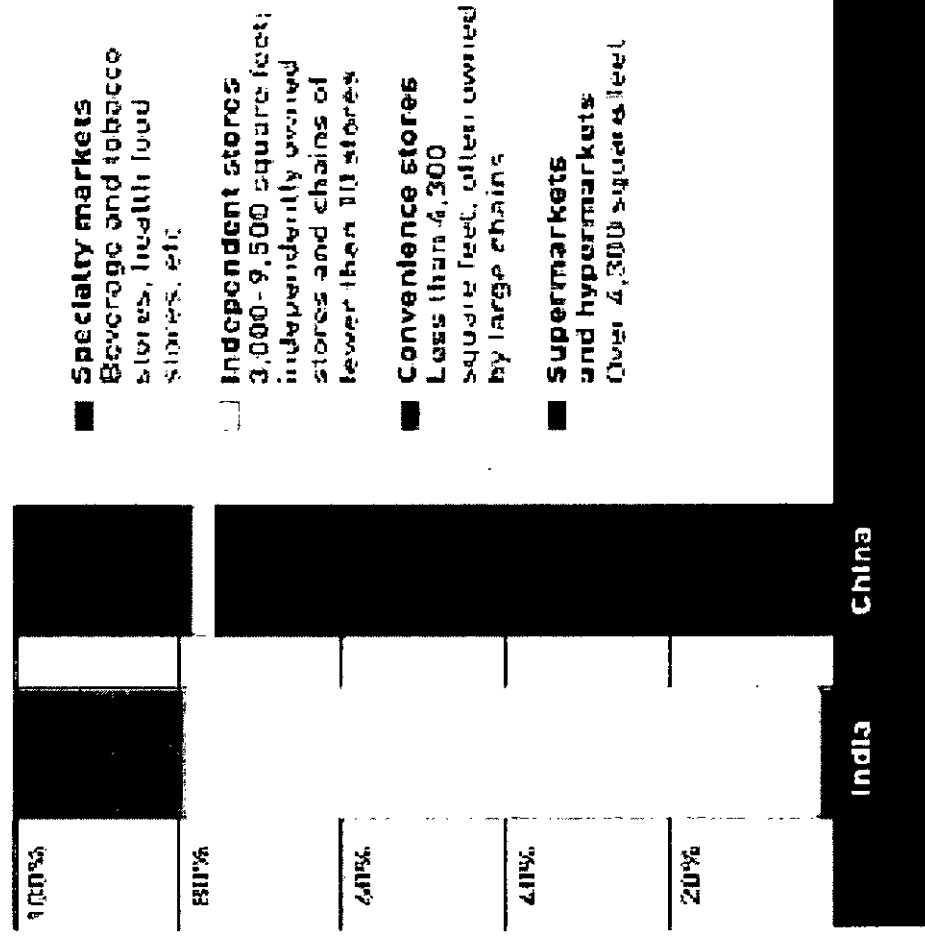 100%
80%
60%
40%
20%
India
China
Specialty markets
Beverage and tobacco
stores, health food
stores, etc
Independent stores
3,000-9,500 square feet;
independently owned
stores and chains of
fewer than 10 stores
Convenience stores
Less than 4,300
square feet, often owned
by large chains
Supermarkets
and hypermarkets
Over 4,300 square feet